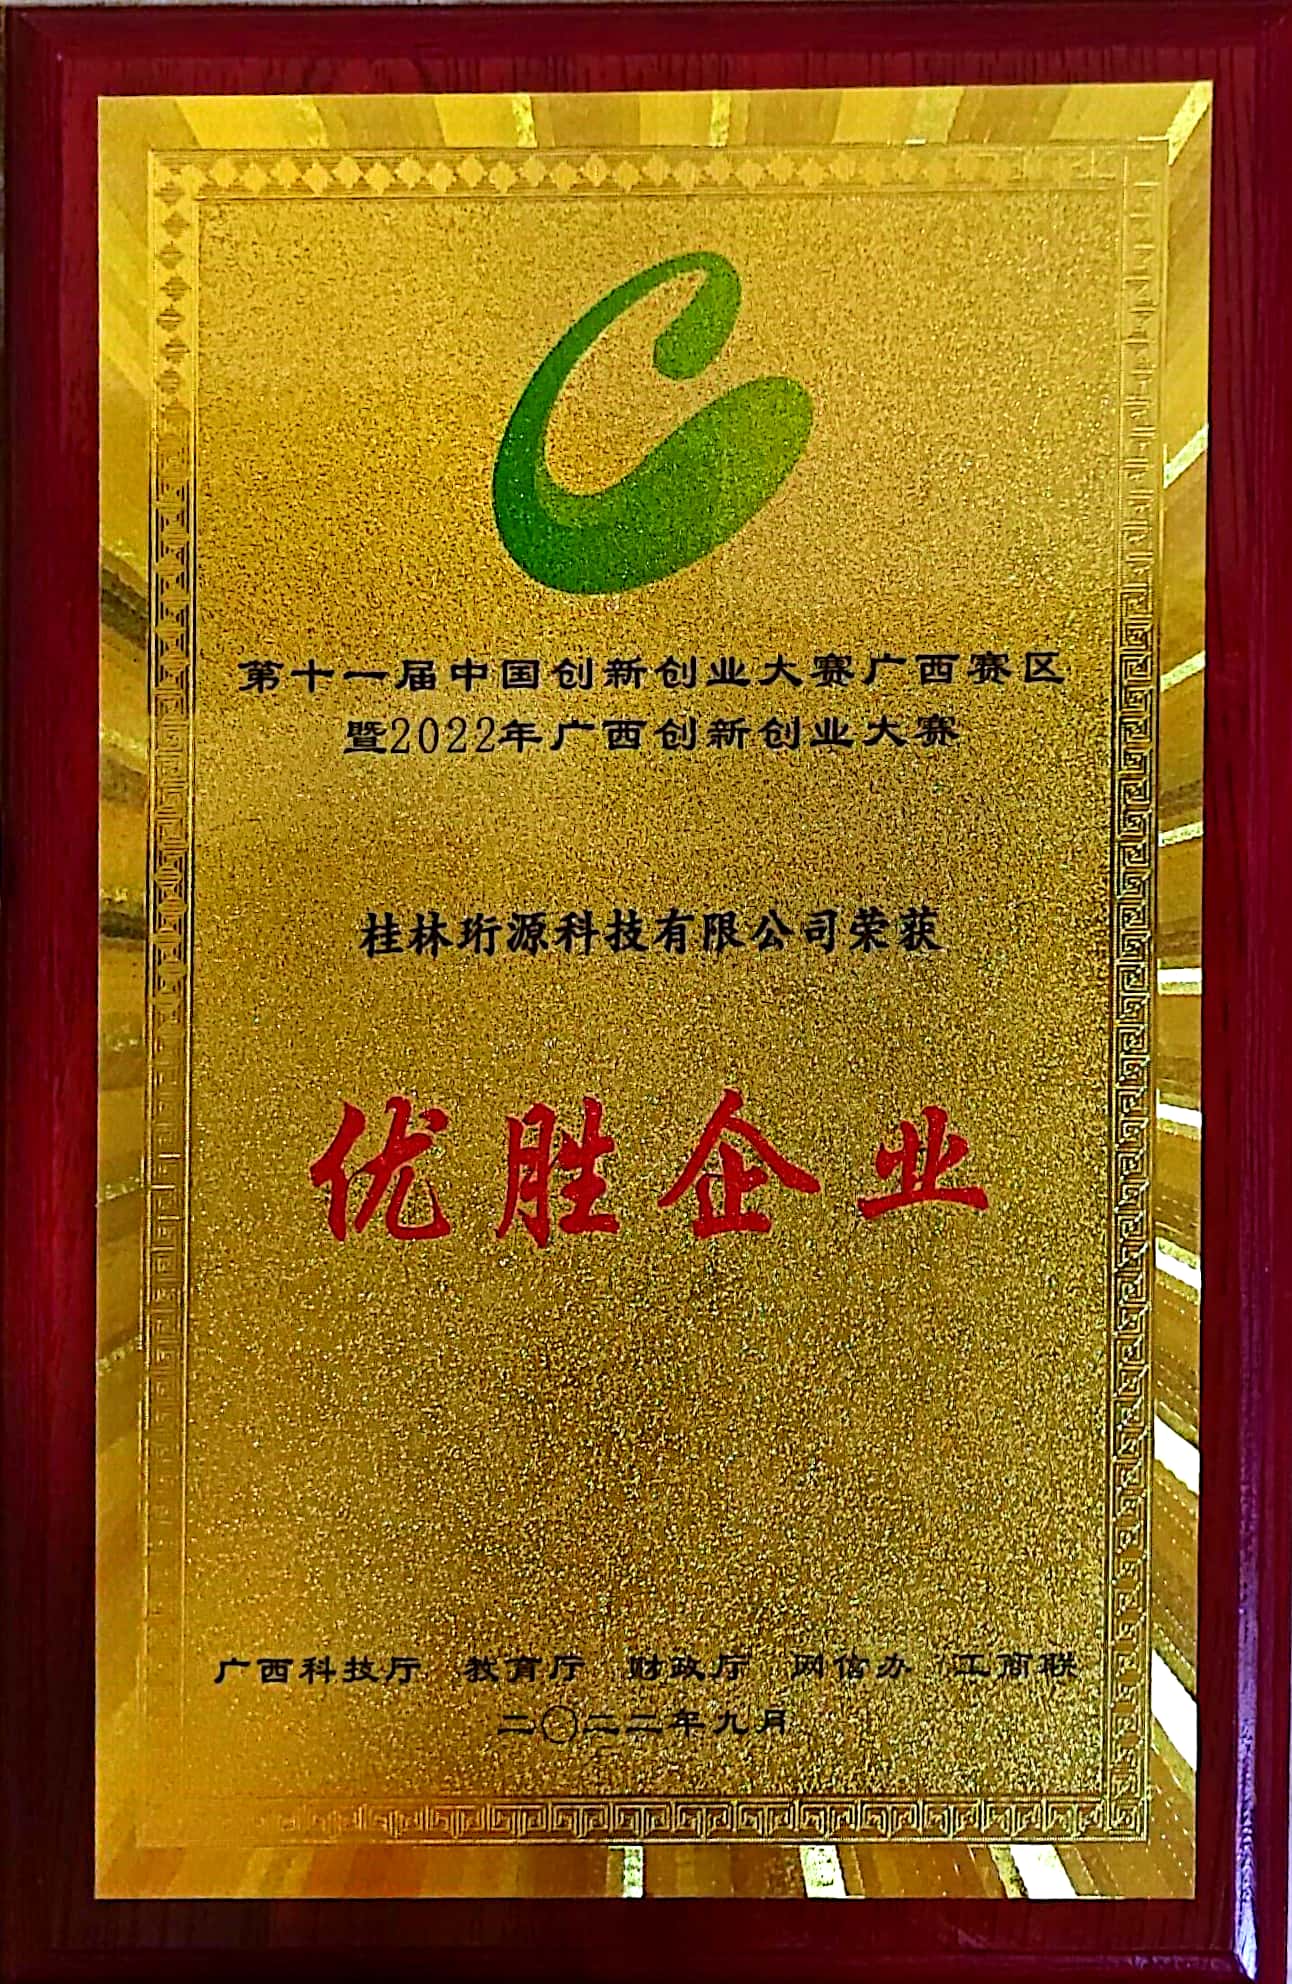 第十一届中国创新创业大赛广西赛区
暨2022年广西创新创业大赛
桂林珩源科技有限公司荣获
优胜企业
广西科技厅 教育厅 财政厅 网信办 工商联
二〇二二年九月